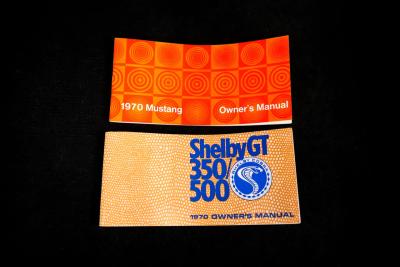 1970 Mustang Owner's Manual
Shelby GT
350/
500
1970 OWNER'S MANUAL